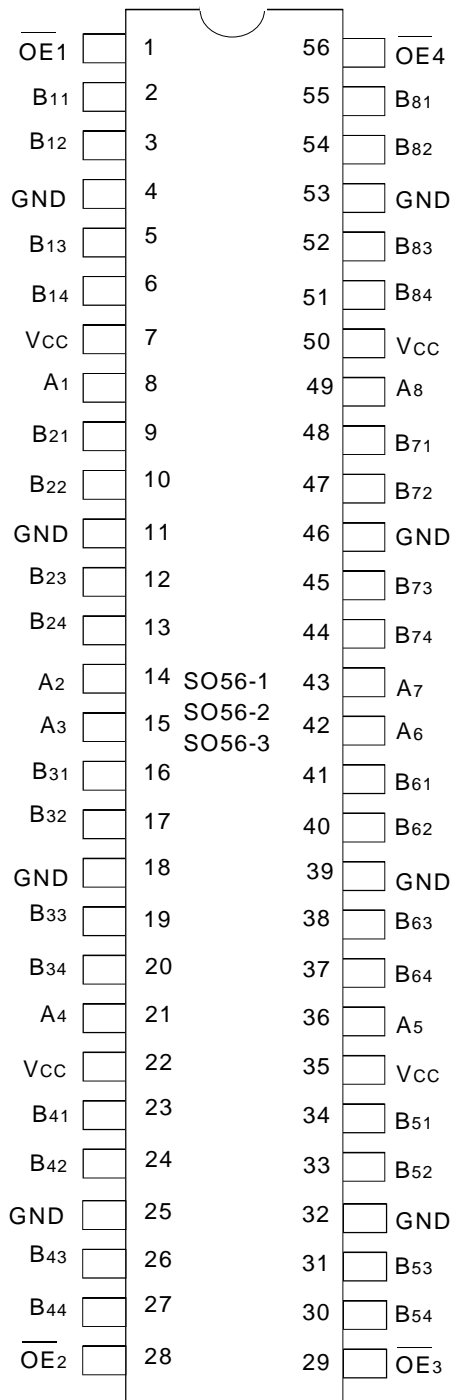 OE1 1 56 OE4
B11 2 55 B81
B12 3 54 B82
GND 4 53 GND
B13 5 52 B83
B14 6 51 B84
VCC 7 50 VCC
A1 8 49 A8
B21 9 48 B71
B22 10 47 B72
GND 11 46 GND
B23 12 45 B73
B24 13 44 B74
A2 14 SO56-1 43 A7
A3 15 SO56-2 42 A6
SO56-3
B31 16 41 B61
B32 17 40 B62
GND 18 39 GND
B33 19 38 B63
B34 20 37 B64
A4 21 36 A5
VCC 22 35 VCC
B41 23 34 B51
B42 24 33 B52
GND 25 32 GND
B43 26 31 B53
B44 27 30 B54
OE2 28 29 OE3